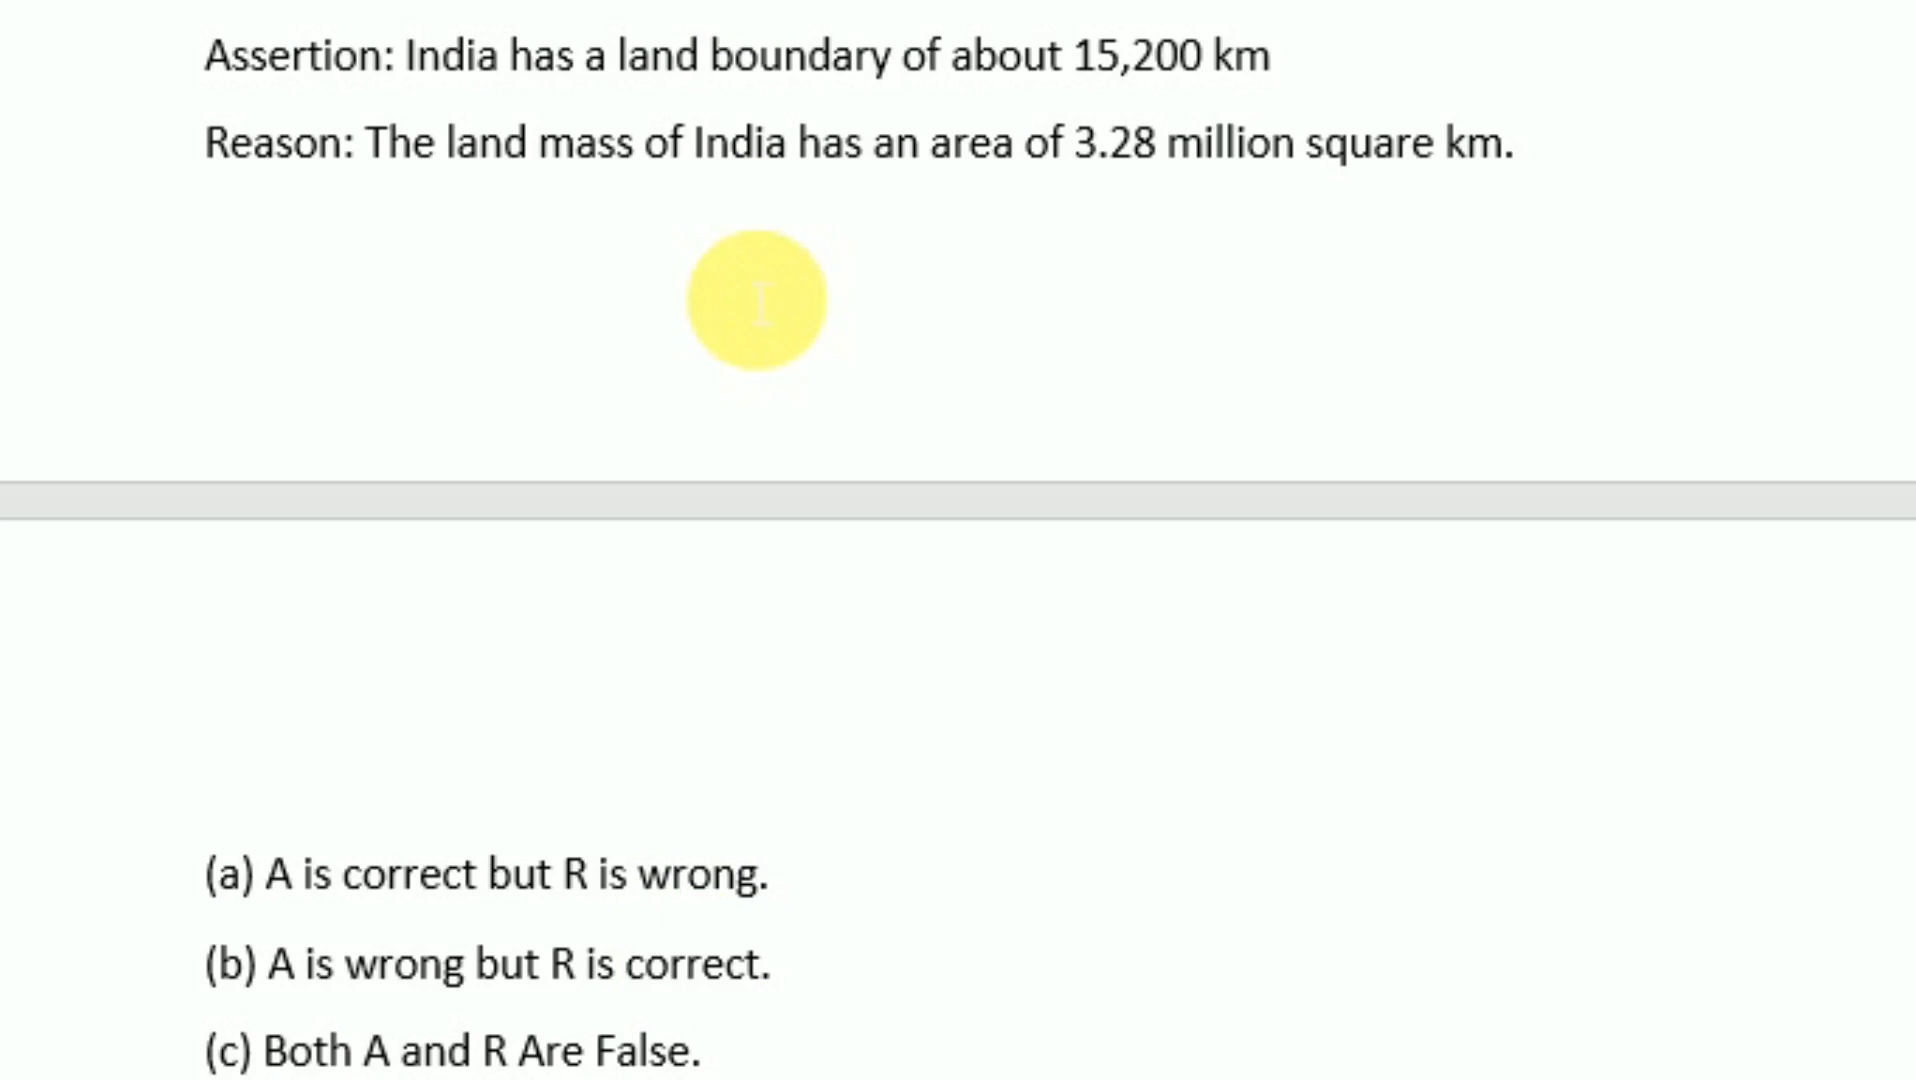 Assertion: India has a land boundary of about 15,200 km
Reason: The land mass of India has an area of 3.28 million square km.
(a) A is correct but R is wrong.
(b) A is wrong but R is correct.
(c) Both A and R Are False.